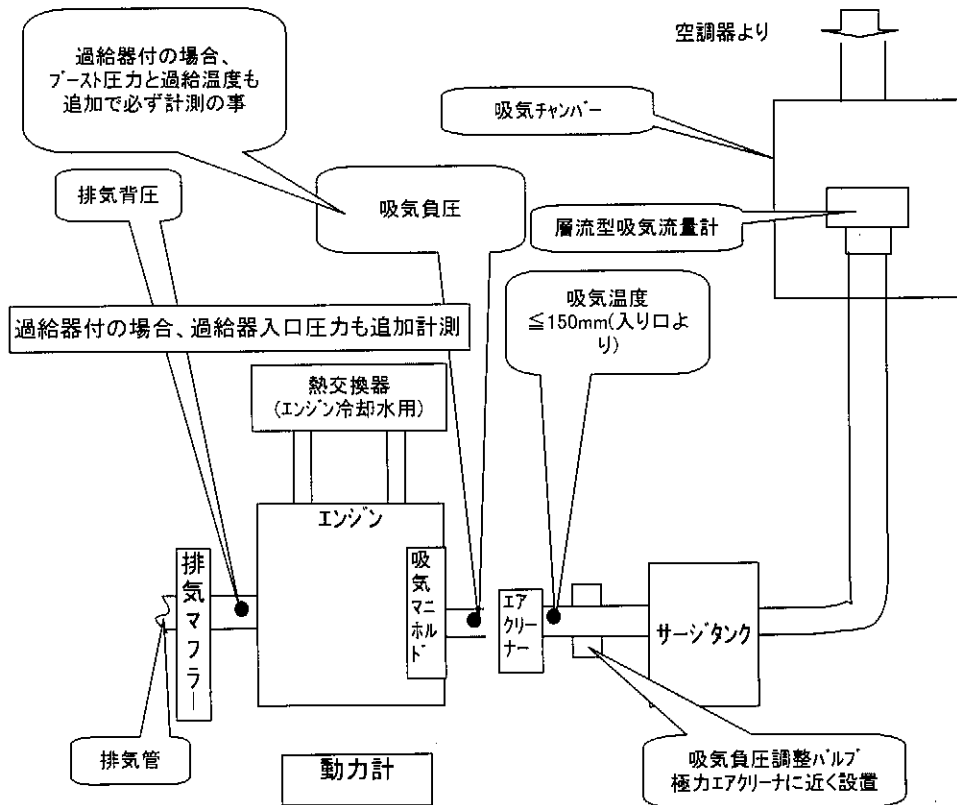 過給器付の場合、
ﾌﾞｰｽﾄ圧力と過給温度も
追加で必ず計測の事
空調器より
吸気ﾁｬﾝﾊﾞｰ
排気背圧
吸気負圧
層流型吸気流量計
過給器付の場合、過給器入口圧力も追加計測
吸気温度
≦150mm(入り口よ
り)
熱交換器
(ｴﾝｼﾞﾝ冷却水用)
エンジン
排気マフラー
吸気マニホルド
エアクリーナー
サージタンク
排気管
動力計
吸気負圧調整ﾊﾞﾙﾌﾞ
極力エアクリーナに近く設置